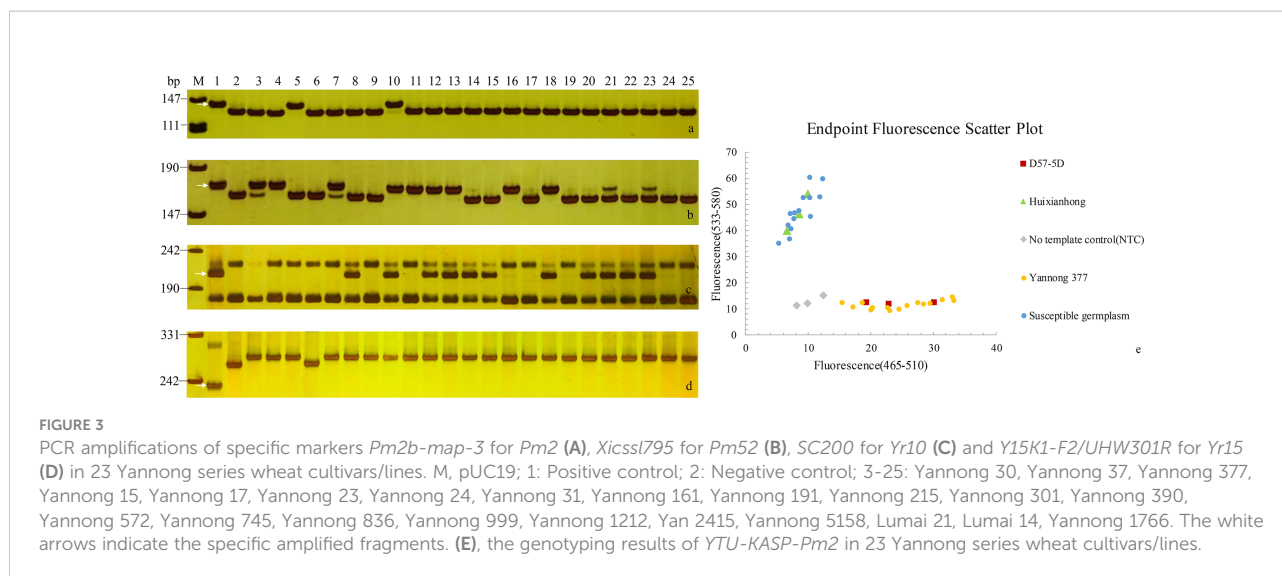 bp M 1 2 3 4 5 6 7 8 9 10 11 12 13 14 15 16 17 18 19 20 21 22 23 24 25
147
111
a
190
147
b
242
190
c
331
242
d
Endpoint Fluorescence Scatter Plot
Fluorescence(533-580)
70
60
50
40
30
20
10
0
0 10 20 30 40
Fluorescence(465-510)
D57-5D
Huixianhong
No template control(NTC)
Yannong 377
Susceptible germplasm
e
FIGURE 3
PCR amplifications of specific markers Pm2b-map-3 for Pm2 (A), Xicssl795 for Pm52 (B), SC200 for Yr10 (C) and Y15K1-F2/UHW301R for Yr15
(D) in 23 Yannong series wheat cultivars/lines. M, pUC19; 1: Positive control; 2: Negative control; 3-25: Yannong 30, Yannong 37, Yannong 377,
Yannong 15, Yannong 17, Yannong 23, Yannong 24, Yannong 31, Yannong 161, Yannong 191, Yannong 215, Yannong 301, Yannong 390,
Yannong 572, Yannong 745, Yannong 836, Yannong 999, Yannong 1212, Yan 2415, Yannong 5158, Lumai 21, Lumai 14, Yannong 1766. The white
arrows indicate the specific amplified fragments. (E), the genotyping results of YTU-KASP-Pm2 in 23 Yannong series wheat cultivars/lines.